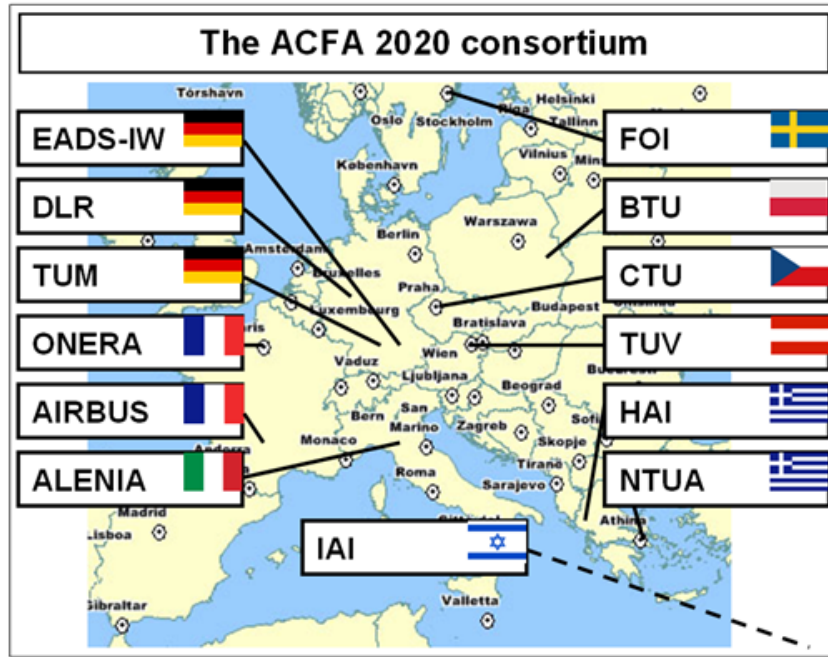 The ACFA 2020 consortium
Tórshavn
Helsinki
Oslo
Stockholm
Riga
Tallinn
EADS-IW
FOI
København
Vilnius
DLR
BTU
Warszawa
Berlin
Amsterdam
TUM
CTU
Bruxelles
Praha
Luxembourg
Budapest
Bratislava
ONERA
TUV
Vaduz
Wien
Ljubljana
Beograd
AIRBUS
HAI
Bern
San
Marino
Zagreb
Skopje
Monaco
ALENIA
Roma
Tirane
Sarajevo
NTUA
Madrid
Athina
Lisboa
IAI
Gibraltar
Valletta